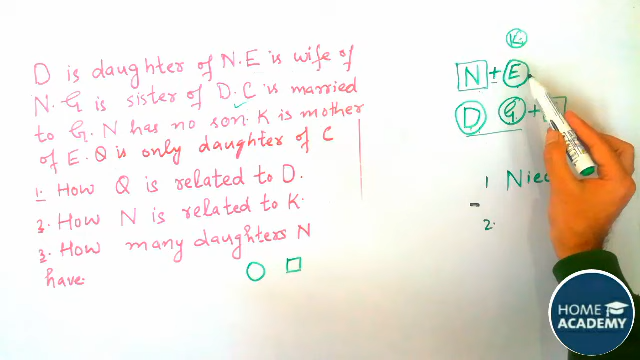 D is daughter of N. E is wife of
N. G is sister of D. C is married
to G. N has no son. K is mother
of E. Q is only daughter of C
1. How Q is related to D.
2. How N is related to K.
3. How many daughters N
have.
K
N + E
D G +
1 Niec
2.
HOME
ACADEMY